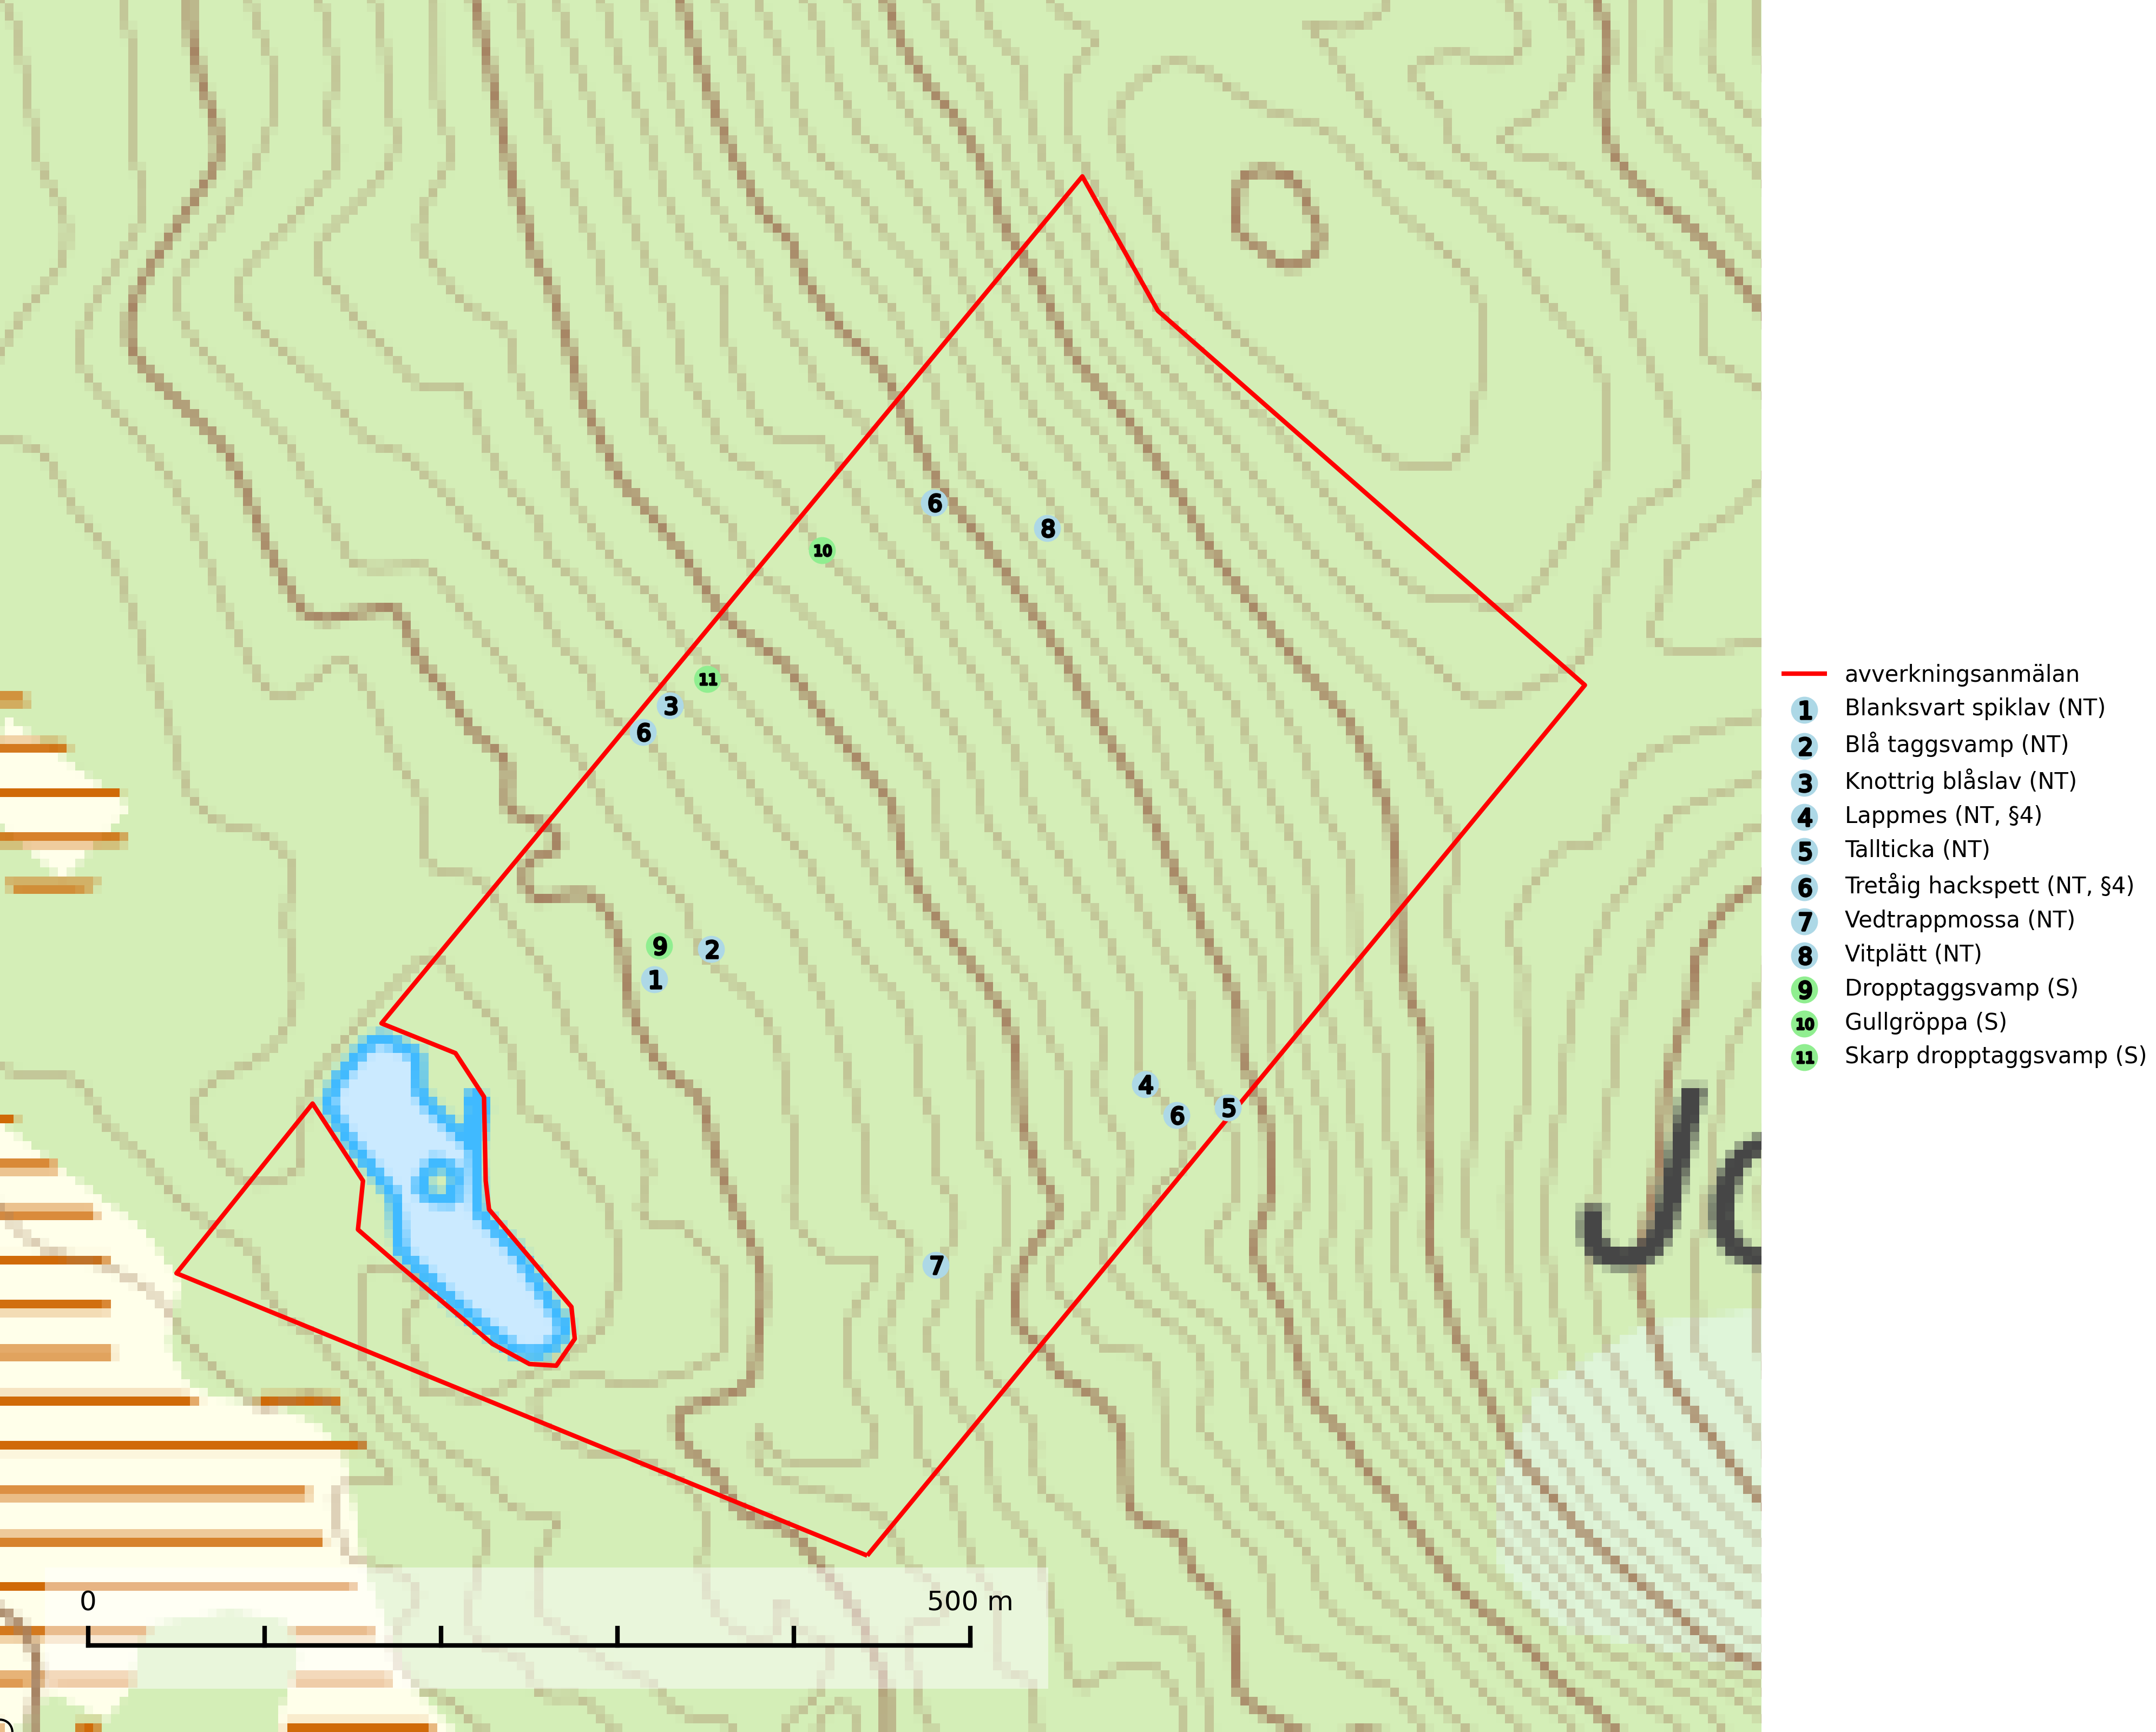 6
8
10
11
3
6
9
2
1
4
6
5
7
Jo
0
500 m
avverkningsanmälan
1 Blanksvart spiklav (NT)
2 Blå taggsvamp (NT)
3 Knottrig blåslav (NT)
4 Lappmes (NT, §4)
5 Tallticka (NT)
6 Tretåig hackspett (NT, §4)
7 Vedtrappmossa (NT)
8 Vitplätt (NT)
9 Dropptaggsvamp (S)
10 Gullgröppa (S)
11 Skarp dropptaggsvamp (S)